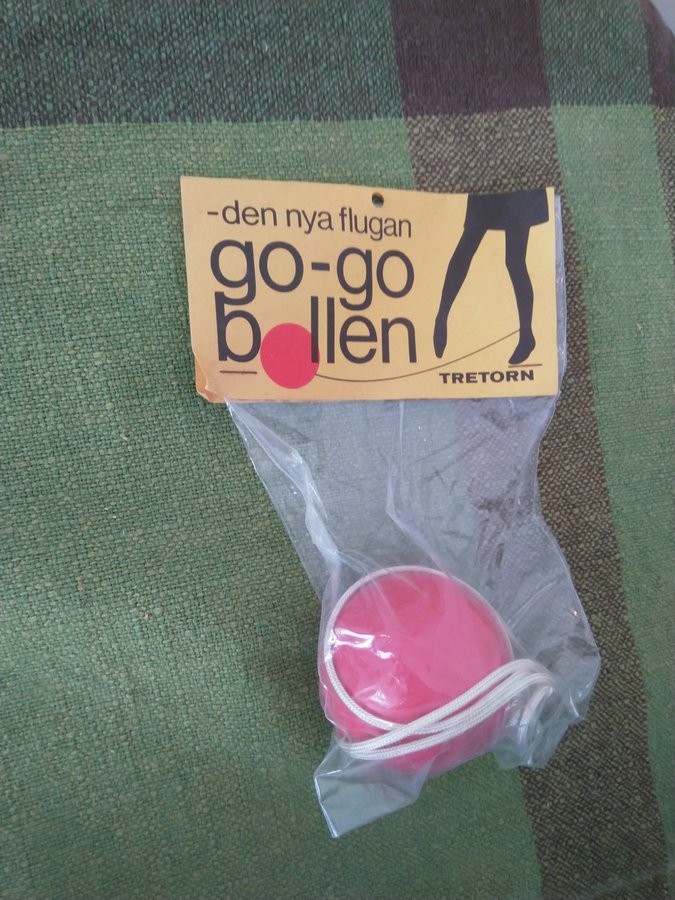 -den nya flugan
go-go
bollen
TRETORN